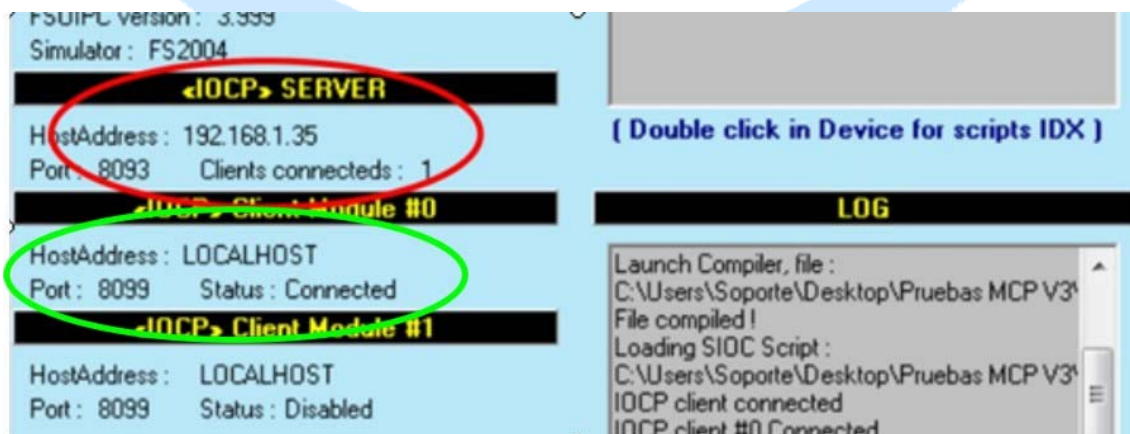 FSUIPC version : 3.999
Simulator : FS2004
<IOCP> SERVER
HostAddress : 192.168.1.35
Port : 8093 Clients connecteds : 1
<IOCP> Client Module #0
HostAddress : LOCALHOST
Port : 8099 Status : Connected
<IOCP> Client Module #1
HostAddress : LOCALHOST
Port : 8099 Status : Disabled
( Double click in Device for scripts IDX )
LOG
Launch Compiler, file :
C:\Users\Soporte\Desktop\Pruebas MCP V3\
File compiled !
Loading SIOC Script :
C:\Users\Soporte\Desktop\Pruebas MCP V3\
IOCP client connected
IOCP client #0 Connected